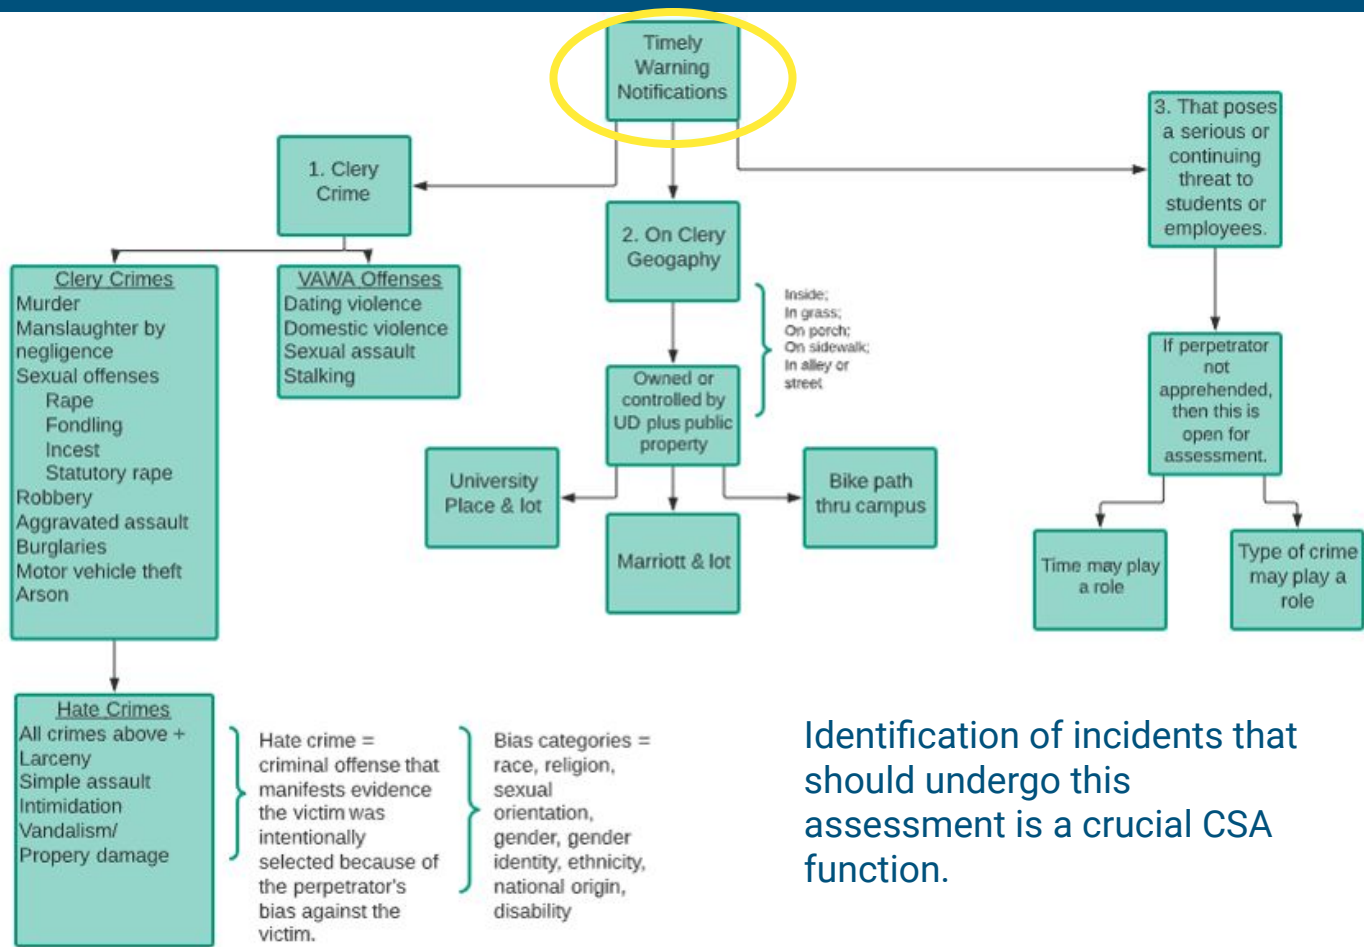 Timely
Warning
Notifications
1. Clery
Crime
Clery Crimes
Murder
Manslaughter by
negligence
Sexual offenses
Rape
Fondling
Incest
Statutory rape
Robbery
Aggravated assault
Burglaries
Motor vehicle theft
Arson
VAWA Offenses
Dating violence
Domestic violence
Sexual assault
Stalking
Hate Crimes
All crimes above +
Larceny
Simple assault
Intimidation
Vandalism/
Propery damage
Hate crime =
criminal offense that
manifests evidence
the victim was
intentionally
selected because of
the perpetrator's
bias against the
victim.
Bias categories =
race, religion,
sexual
orientation,
gender, gender
identity, ethnicity,
national origin,
disability
2. On Clery
Geogaphy
Inside;
In grass;
On porch;
On sidewalk;
In alley or
street
Owned or
controlled by
UD plus public
property
University
Place & lot
Marriott & lot
Bike path
thru campus
3. That poses
a serious or
continuing
threat to
students or
employees.
If perpetrator
not
apprehended,
then this is
open for
assessment.
Time may play
a role
Type of crime
may play a
role
Identification of incidents that
should undergo this
assessment is a crucial CSA
function.